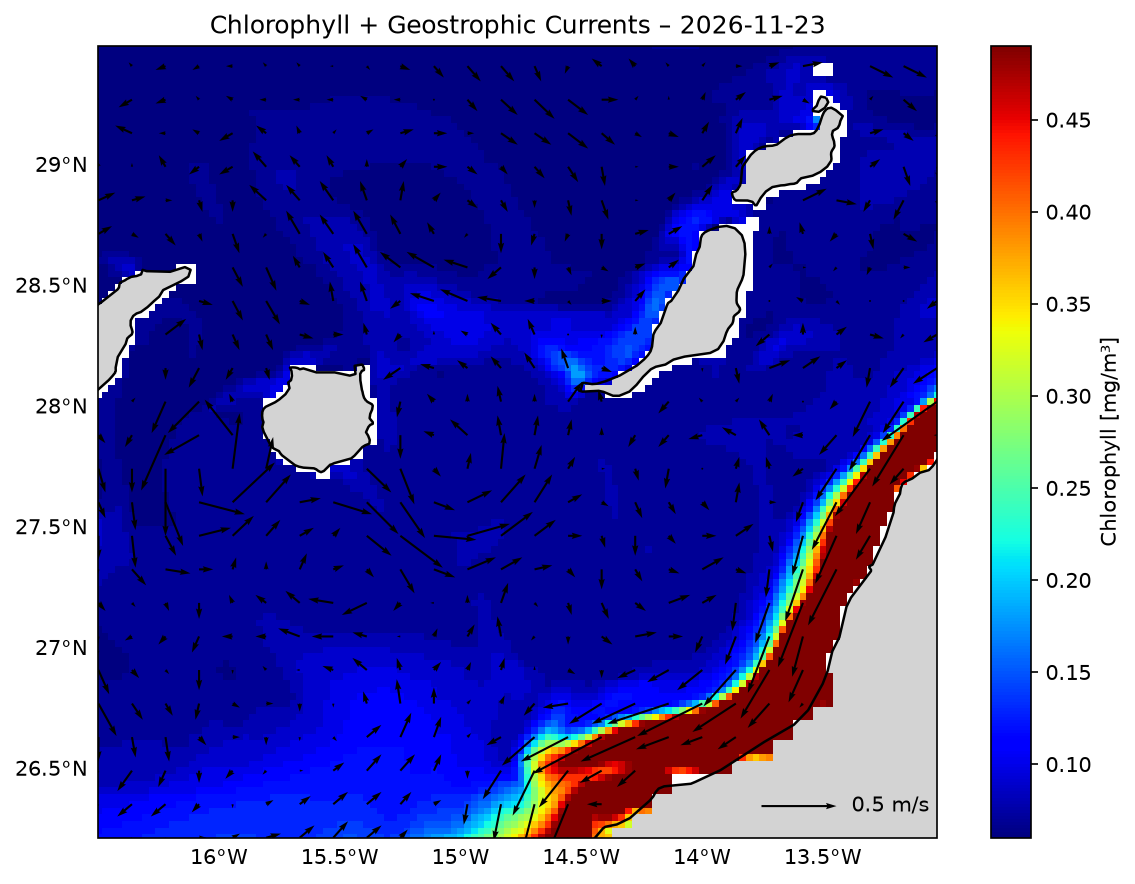 Chlorophyll + Geostrophic Currents – 2026-11-23
29°N
28.5°N
28°N
27.5°N
27°N
26.5°N
16°W
15.5°W
15°W
14.5°W
14°W
13.5°W
0.5 m/s
0.45
0.40
0.35
0.30
0.25
0.20
0.15
0.10
Chlorophyll [mg/m³]